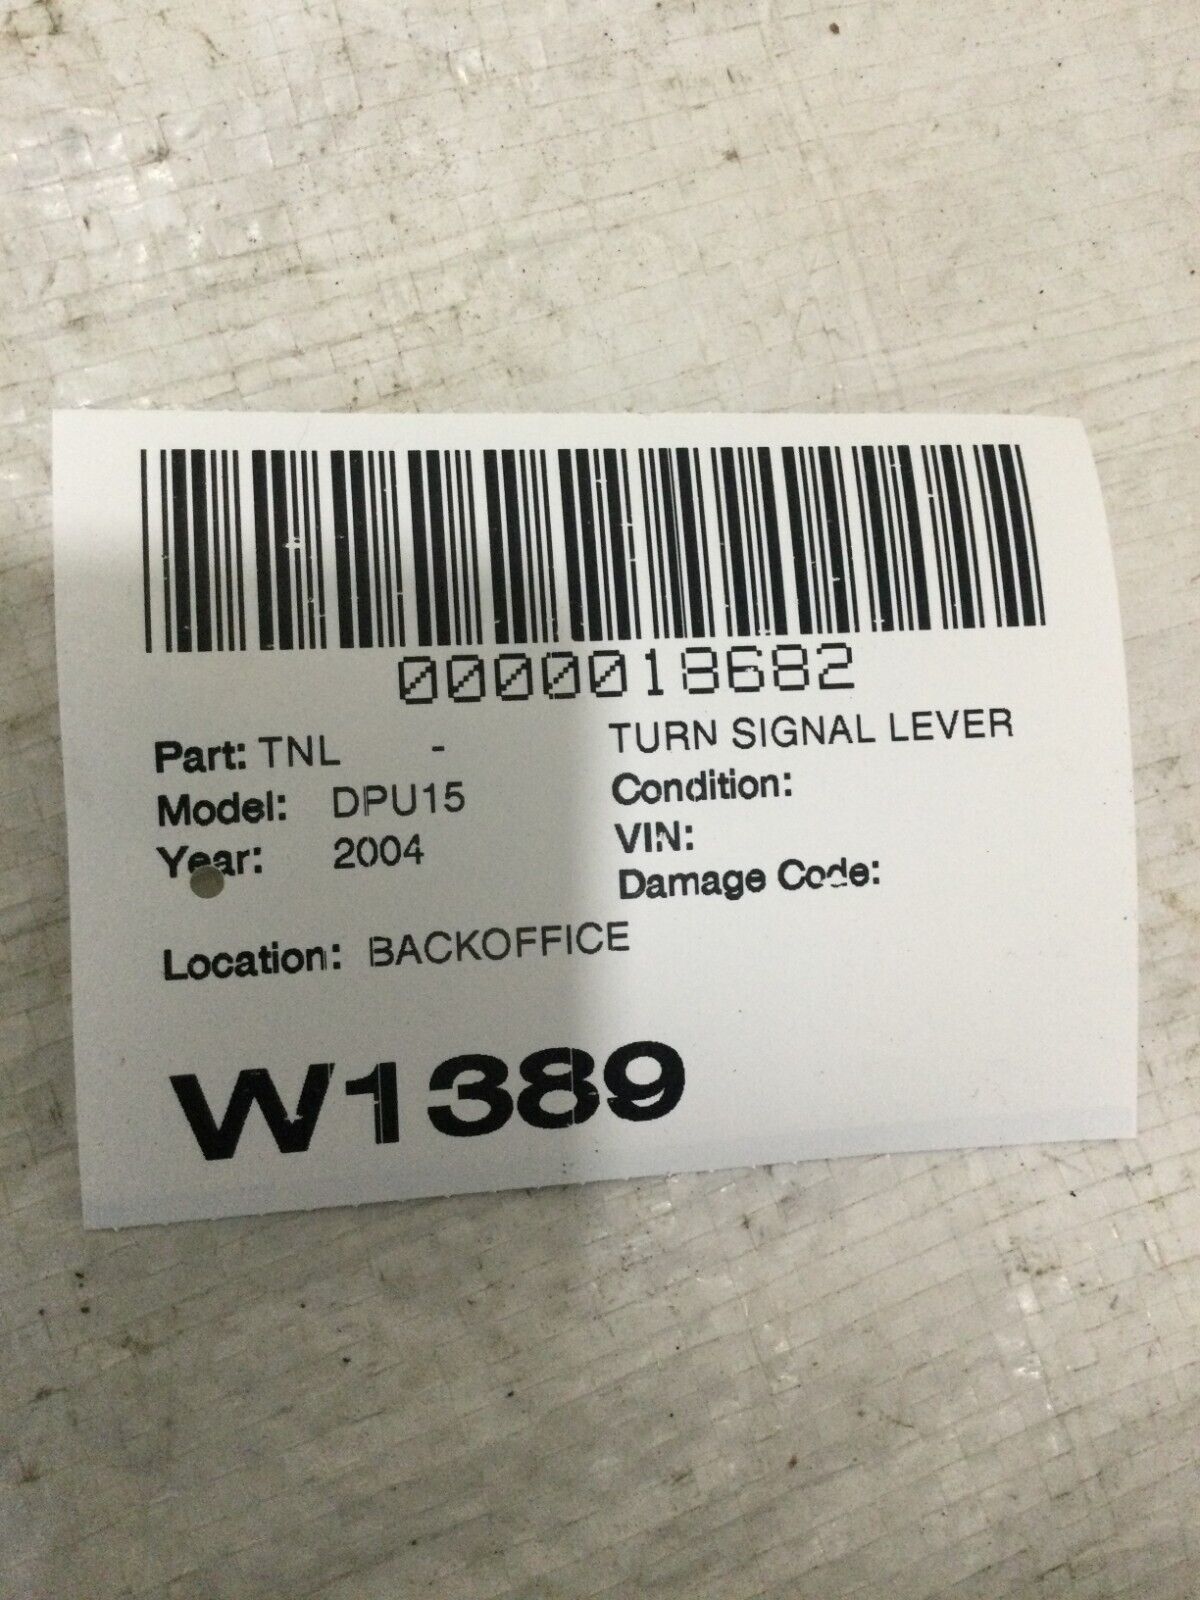 0000018682
Part: TNL - TURN SIGNAL LEVER
Model: DPU15 Condition:
Year: 2004 VIN:
Damage Code:
Location: BACKOFFICE
W1389